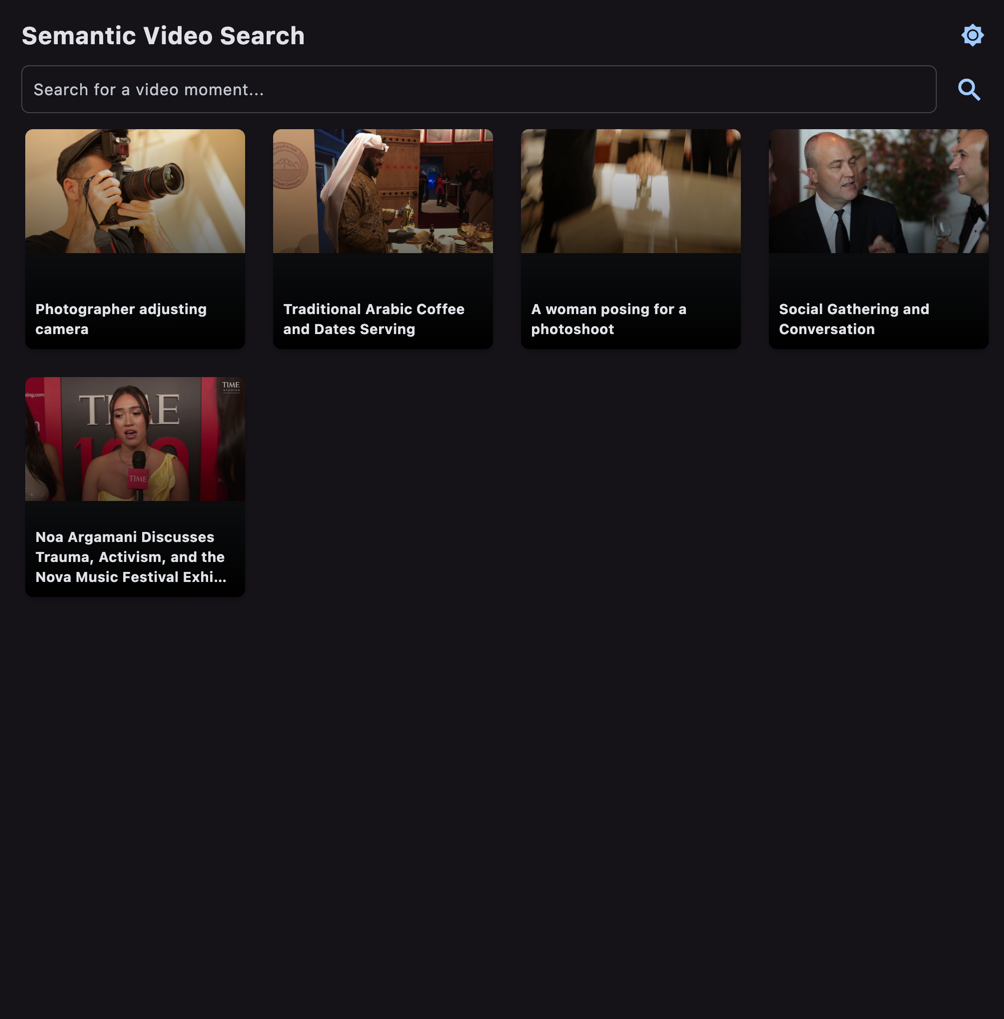 Semantic Video Search
Search for a video moment...
Photographer adjusting
camera
Traditional Arabic Coffee
and Dates Serving
A woman posing for a
photoshoot
Social Gathering and
Conversation
TIME
TIME
100
TIME
Noa Argamani Discusses
Trauma, Activism, and the
Nova Music Festival Exhi...